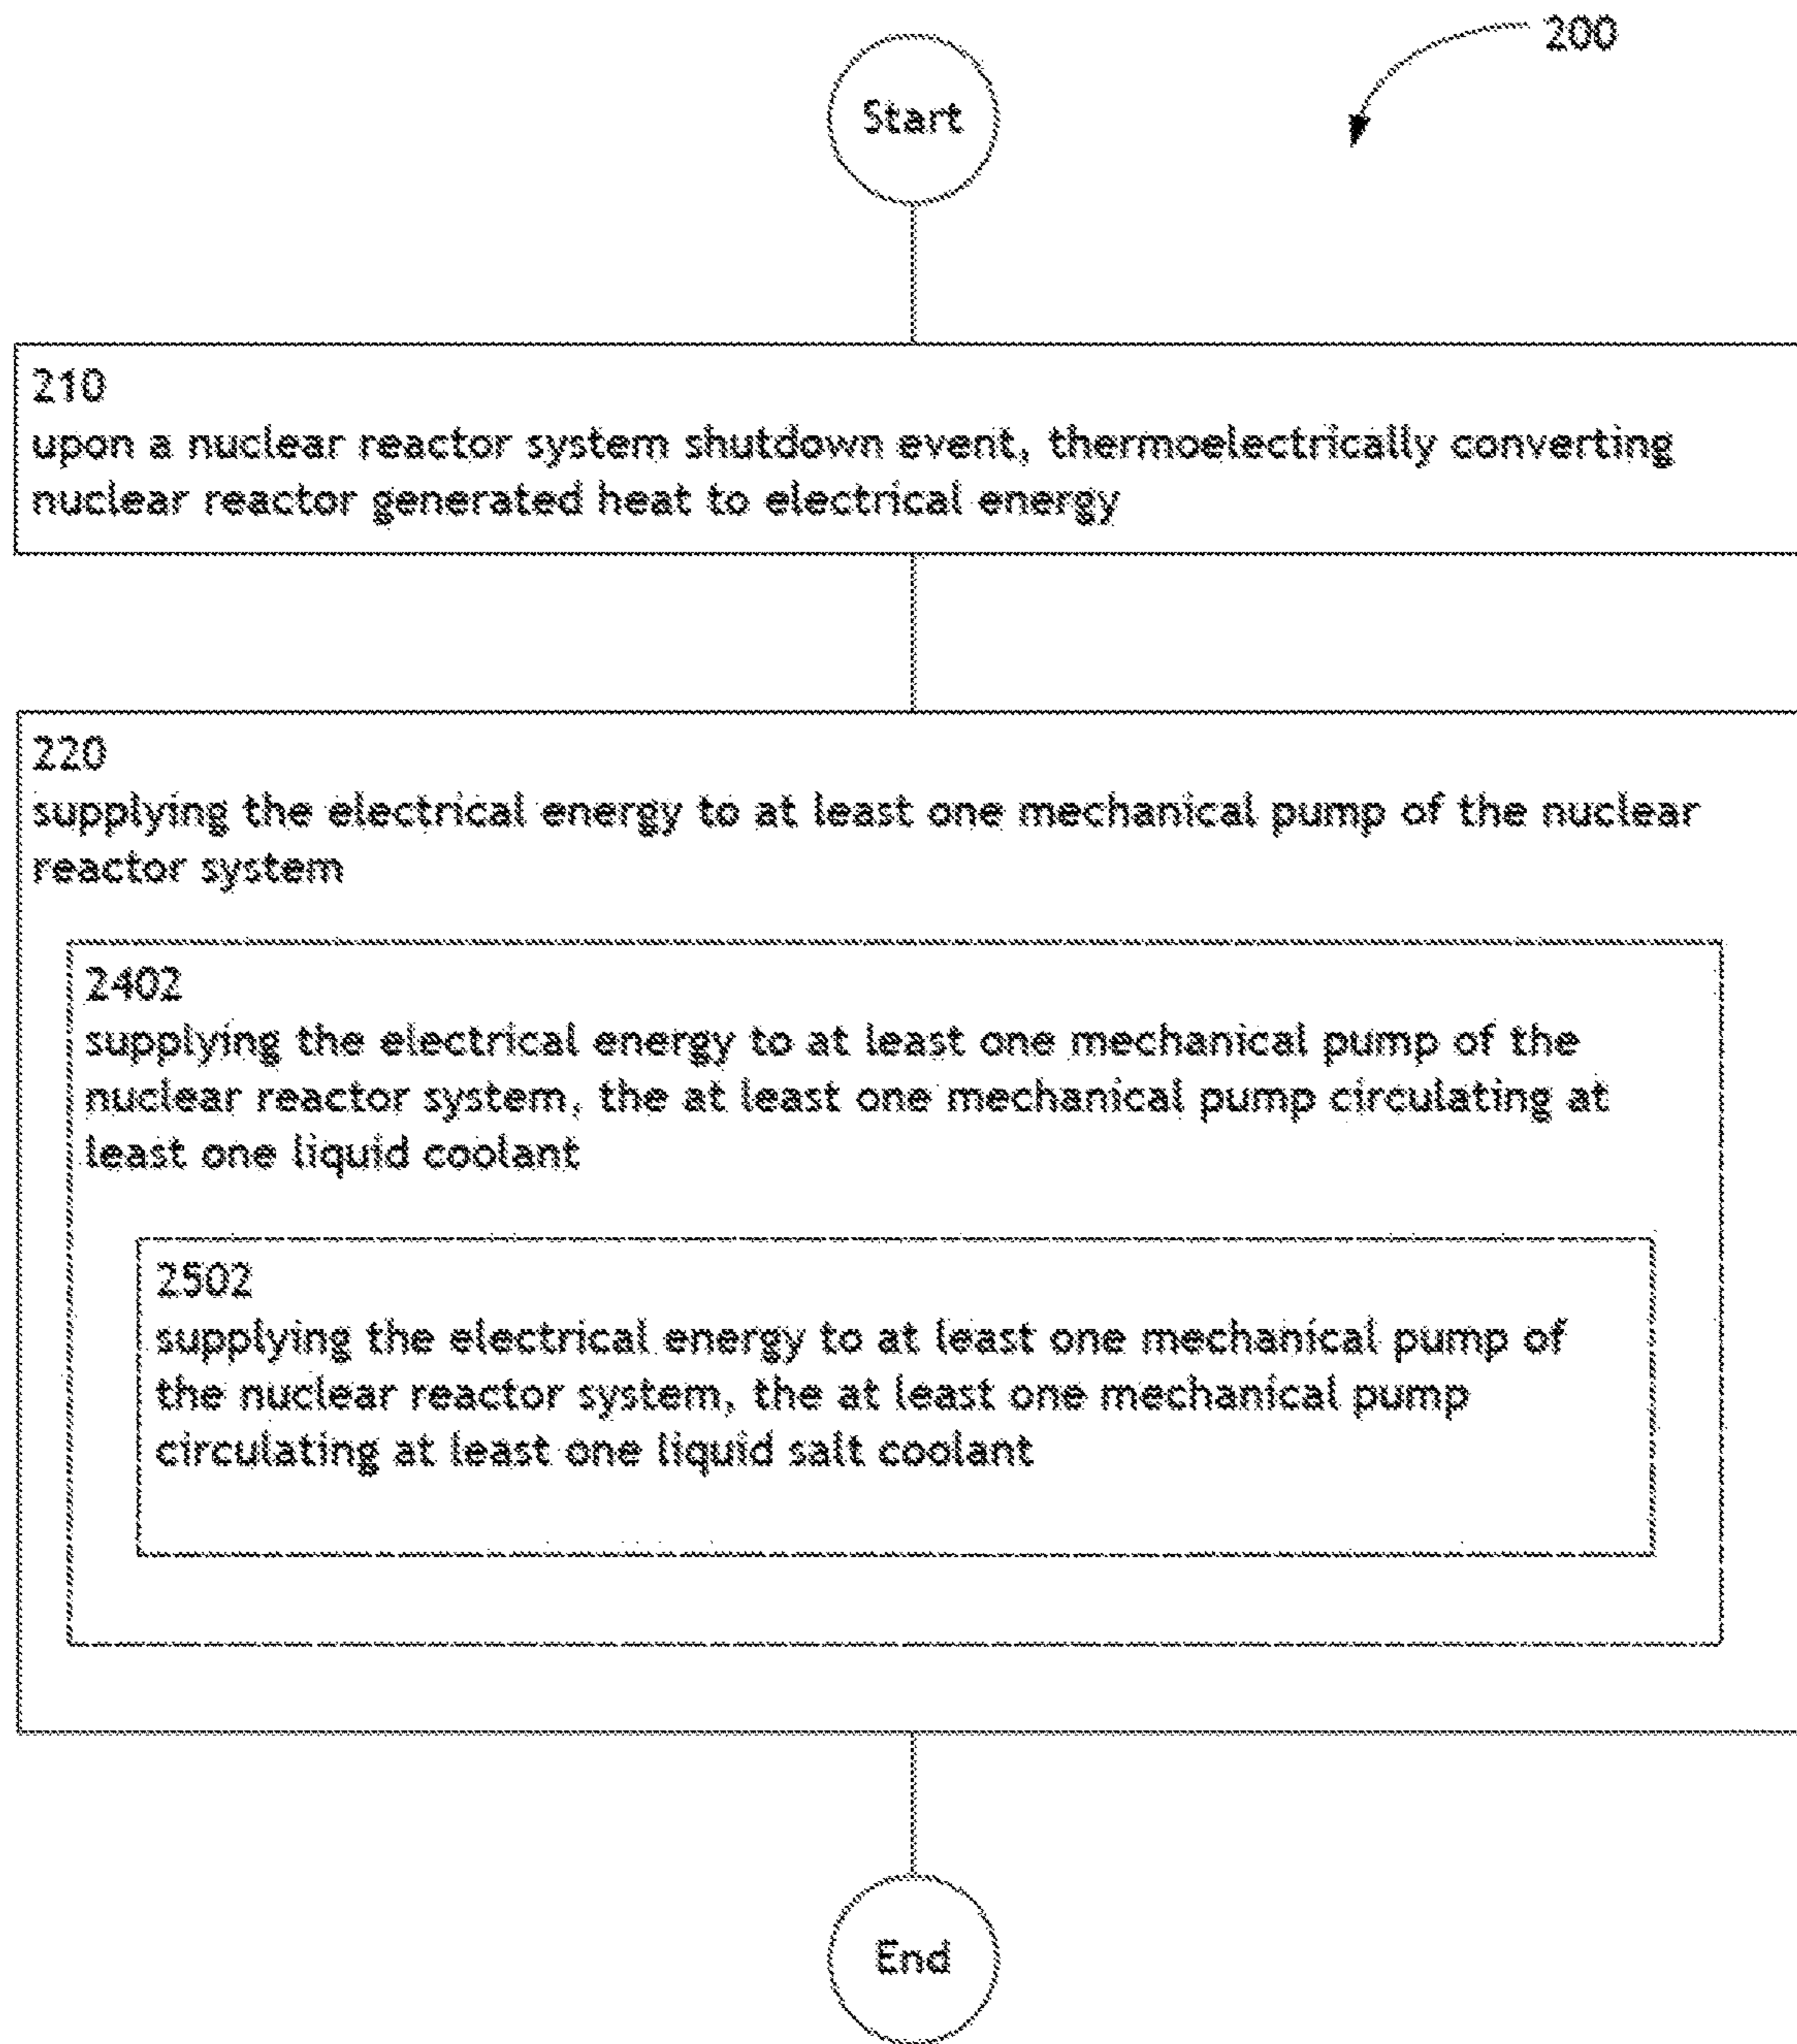 200
Start
210
upon a nuclear reactor system shutdown event, thermoelectrically converting
nuclear reactor generated heat to electrical energy
220
supplying the electrical energy to at least one mechanical pump of the nuclear
reactor system
2402
supplying the electrical energy to at least one mechanical pump of the
nuclear reactor system, the at least one mechanical pump circulating at
least one liquid coolant
2502
supplying the electrical energy to at least one mechanical pump of
the nuclear reactor system, the at least one mechanical pump
circulating at least one liquid salt coolant
End